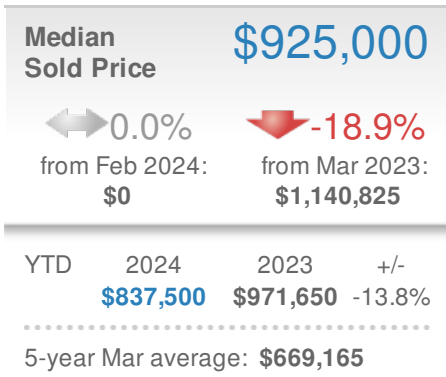 Median
Sold Price
$925,000
0.0%
from Feb 2024:
$0
-18.9%
from Mar 2023:
$1,140,825
YTD 2024 2023 +/-
$837,500 $971,650 -13.8%
5-year Mar average: $669,165